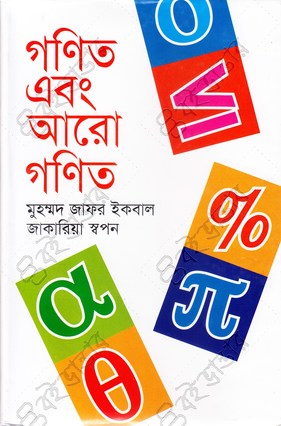 গণিত
এবং
আরো
গণিত
মুহম্মদ জাফর ইকবাল
জাকারিয়া স্বপন
%
π
α
θ